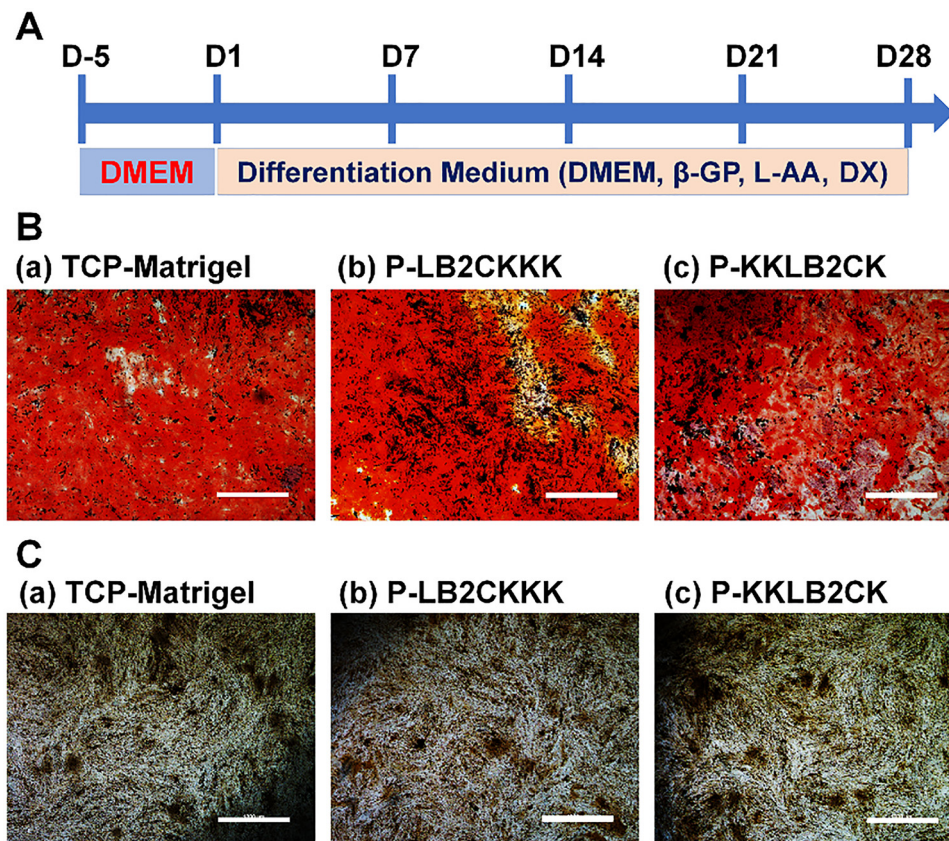 A
D-5 D1 D7 D14 D21 D28
DMEM Differentiation Medium (DMEM, β-GP, L-AA, DX)
B
(a) TCP-Matrigel (b) P-LB2CKKK (c) P-KKLB2CK
C
(a) TCP-Matrigel (b) P-LB2CKKK (c) P-KKLB2CK